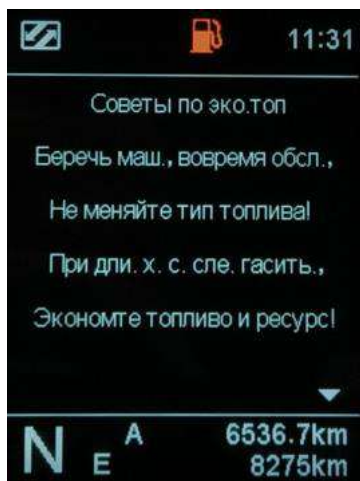 11:31
Советы по эко.топ
Беречь маш., вовремя обсл.,
Не меняйте тип топлива!
При дли. х. с. сле. гасить.,
Экономте топливо и ресурс!
N E A 6536.7km
8275km